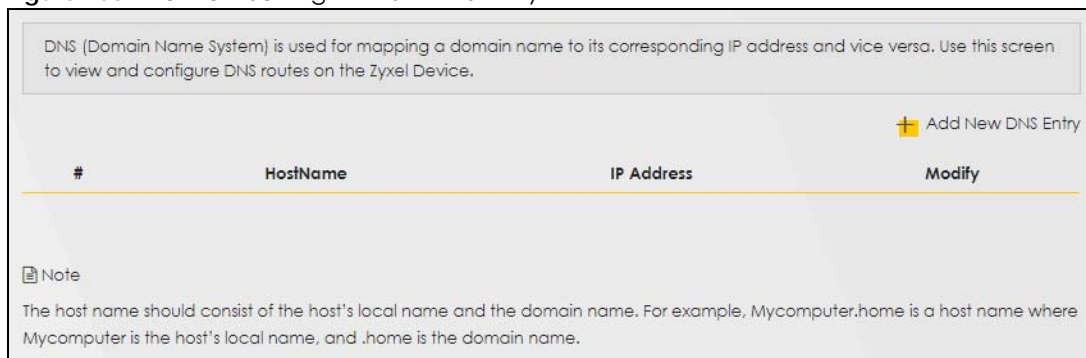 DNS (Domain Name System) is used for mapping a domain name to its corresponding IP address and vice versa. Use this screen
to view and configure DNS routes on the Zyxel Device.
+ Add New DNS Entry
# HostName IP Address Modify
Note
The host name should consist of the host's local name and the domain name. For example, Mycomputer.home is a host name where
Mycomputer is the host's local name, and .home is the domain name.